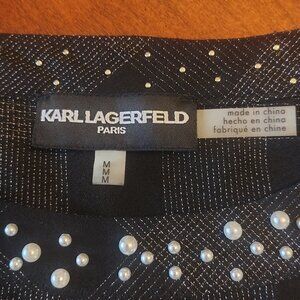 KARL LAGERFELD
PARIS
made in china
hecho en china
fabriqué en chine
M
M
M